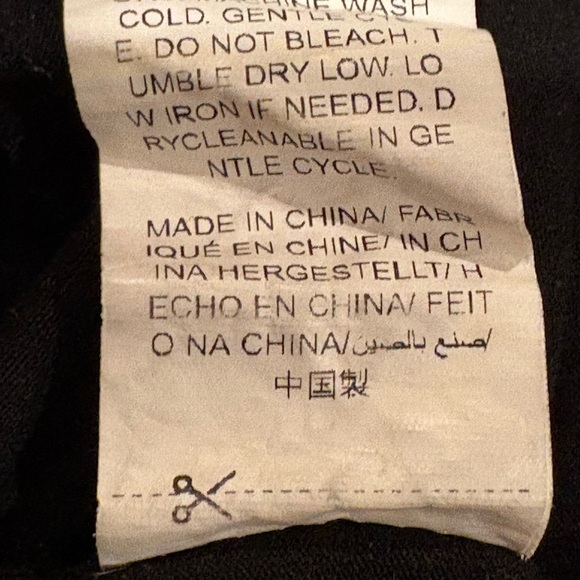 MACHINE WASH
COLD. GENTLE CYCL
E. DO NOT BLEACH. T
UMBLE DRY LOW. LO
W IRON IF NEEDED. D
RYCLEANABLE IN GE
NTLE CYCLE.
MADE IN CHINA/ FABR
IQUÉ EN CHINE/ IN CH
INA HERGESTELLT/ H
ECHO EN CHINA/ FEIT
O NA CHINA/صنع بالصين/
中国製